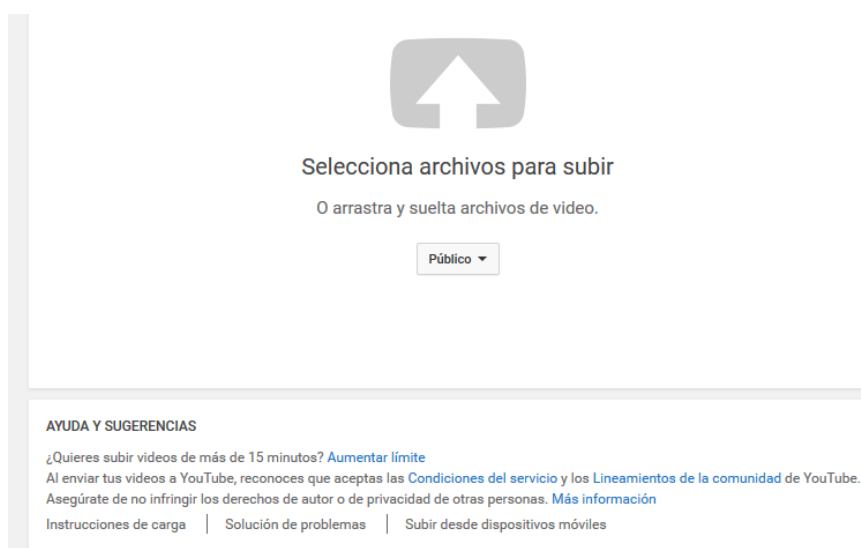 Selecciona archivos para subir
O arrastra y suelta archivos de video.
Público
AYUDA Y SUGERENCIAS
¿Quieres subir videos de más de 15 minutos? Aumentar límite
Al enviar tus videos a YouTube, reconoces que aceptas las Condiciones del servicio y los Lineamientos de la comunidad de YouTube.
Asegúrate de no infringir los derechos de autor o de privacidad de otras personas. Más información
Instrucciones de carga | Solución de problemas | Subir desde dispositivos móviles